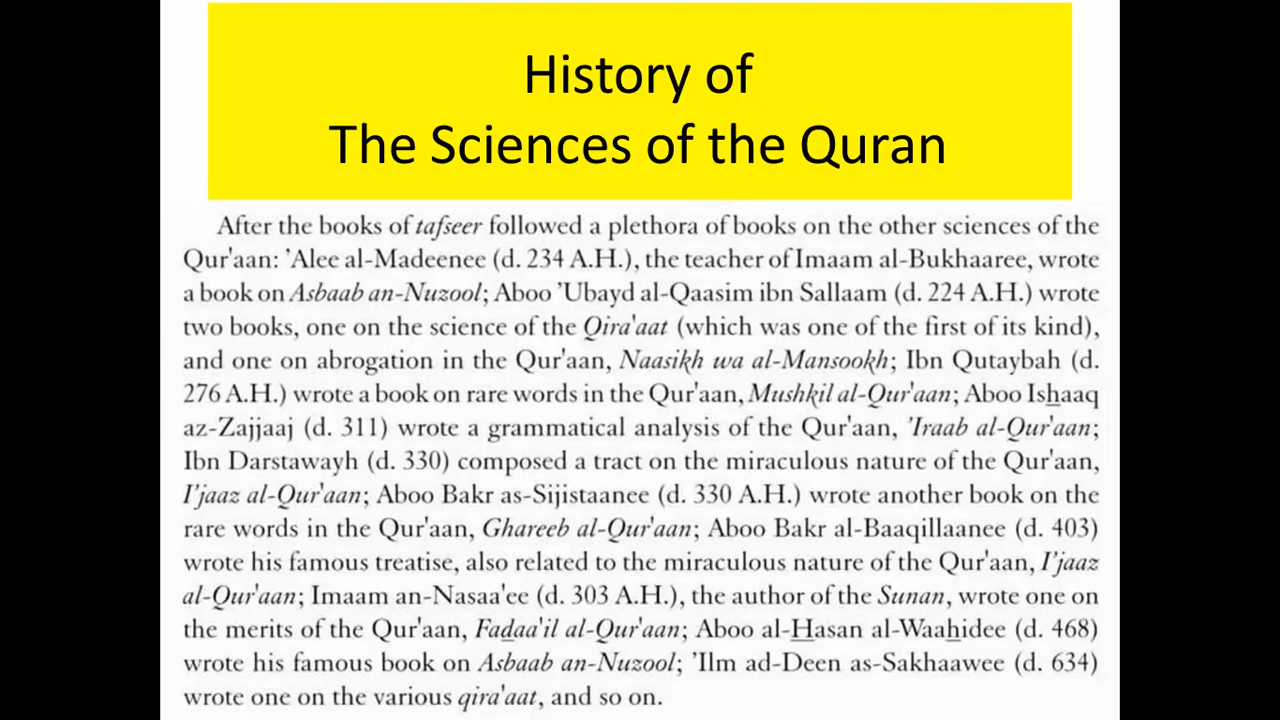 History of
The Sciences of the Quran
After the books of tafseer followed a plethora of books on the other sciences of the
Qur'aan: 'Alee al-Madeenee (d. 234 A.H.), the teacher of Imaam al-Bukhaaree, wrote
a book on Asbaab an-Nuzool; Aboo 'Ubayd al-Qaasim ibn Sallaam (d. 224 A.H.) wrote
two books, one on the science of the Qira'aat (which was one of the first of its kind),
and one on abrogation in the Qur'aan, Naasikh wa al-Mansookh; Ibn Qutaybah (d.
276 A.H.) wrote a book on rare words in the Qur'aan, Mushkil al-Qur'aan; Aboo Ishaaq
az-Zajjaaj (d. 311) wrote a grammatical analysis of the Qur'aan, 'Iraab al-Qur'aan;
Ibn Darstawayh (d. 330) composed a tract on the miraculous nature of the Qur'aan,
I'jaaz al-Qur'aan; Aboo Bakr as-Sijistaanee (d. 330 A.H.) wrote another book on the
rare words in the Qur'aan, Ghareeb al-Qur'aan; Aboo Bakr al-Baaqillaanee (d. 403)
wrote his famous treatise, also related to the miraculous nature of the Qur'aan, I'jaaz
al-Qur'aan; Imaam an-Nasaa'ee (d. 303 A.H.), the author of the Sunan, wrote one on
the merits of the Qur'aan, Fadaa'il al-Qur'aan; Aboo al-Hasan al-Waahidee (d. 468)
wrote his famous book on Asbaab an-Nuzool; 'Ilm ad-Deen as-Sakhaawee (d. 634)
wrote one on the various qira'aat, and so on.